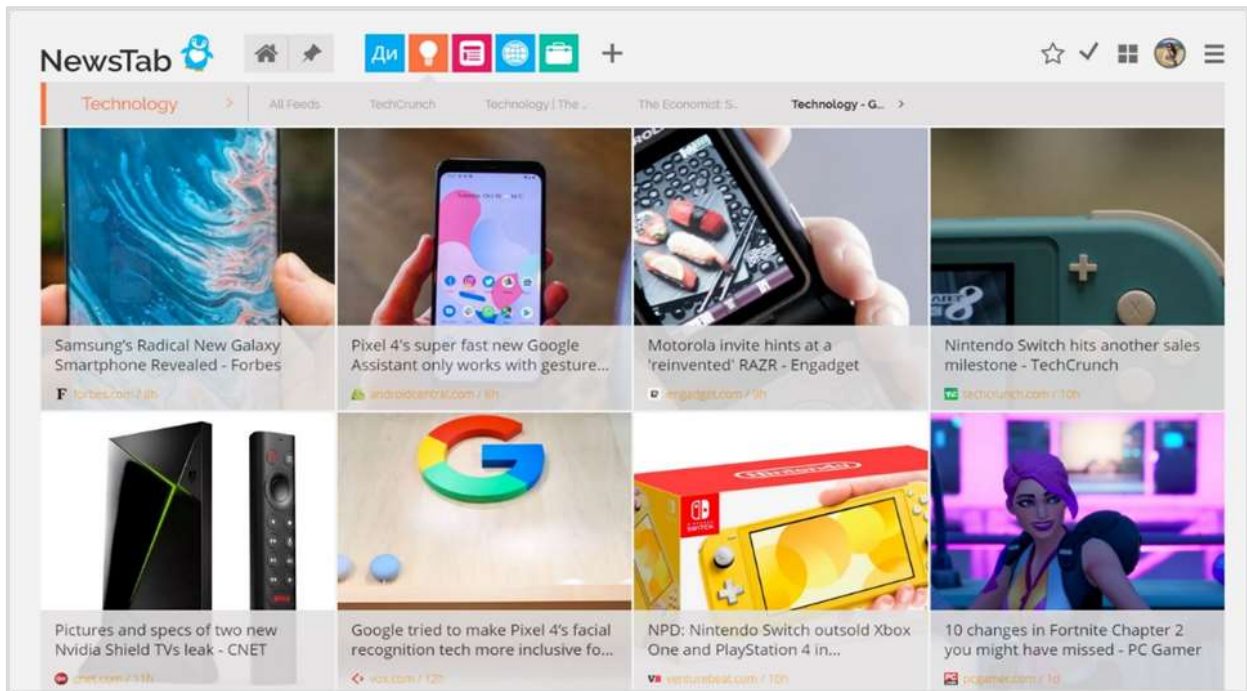 NewsTab
Ди
Technology > All Feeds TechCrunch Technology | The .. The Economist: S.. Technology - G... >
Samsung's Radical New Galaxy
Smartphone Revealed - Forbes
F forbes.com / 8h
Pixel 4's super fast new Google
Assistant only works with gesture...
androidcentral.com / 6h
Motorola invite hints at a
'reinvented' RAZR - Engadget
engadget.com / 9h
Nintendo Switch hits another sales
milestone - TechCrunch
techcrunch.com / 10h
Nintendo
SWITCH
Pictures and specs of two new
Nvidia Shield TVs leak - CNET
cnet.com / 11h
Google tried to make Pixel 4's facial
recognition tech more inclusive fo...
vox.com / 12h
NPD: Nintendo Switch outsold Xbox
One and PlayStation 4 in...
VB venturebeat.com / 10h
10 changes in Fortnite Chapter 2
you might have missed - PC Gamer
pcgamer.com / 1d